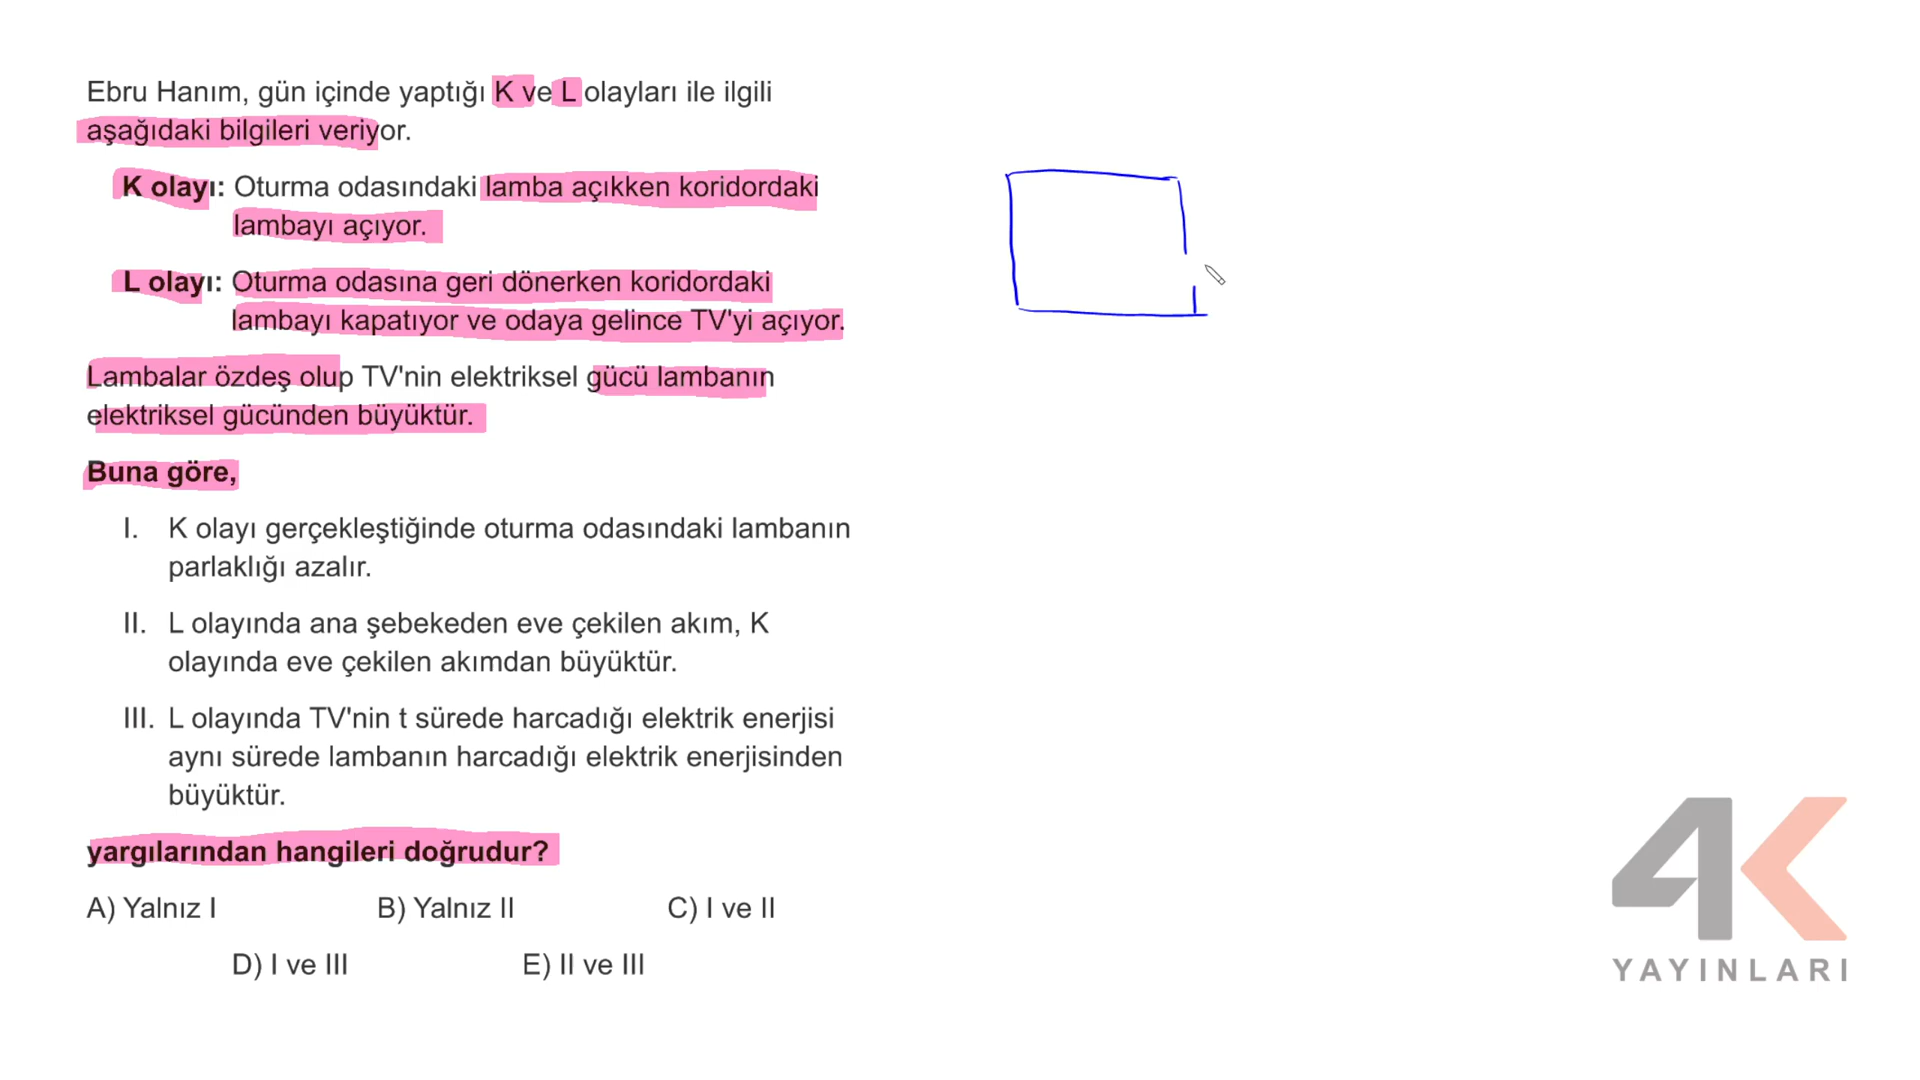 Ebru Hanım, gün içinde yaptığı K ve L olayları ile ilgili
aşağıdaki bilgileri veriyor.
K olayı: Oturma odasındaki lamba açıkken koridordaki
lambayı açıyor.
L olayı: Oturma odasına geri dönerken koridordaki
lambayı kapatıyor ve odaya gelince TV'yi açıyor.
Lambalar özdeş olup TV'nin elektriksel gücü lambanın
elektriksel gücünden büyüktür.
Buna göre,
I. K olayı gerçekleştiğinde oturma odasındaki lambanın
parlaklığı azalır.
II. L olayında ana şebekeden eve çekilen akım, K
olayında eve çekilen akımdan büyüktür.
III. L olayında TV'nin t sürede harcadığı elektrik enerjisi
aynı sürede lambanın harcadığı elektrik enerjisinden
büyüktür.
yargılarından hangileri doğrudur?
A) Yalnız I B) Yalnız II C) I ve II
D) I ve III E) II ve III
4K
YAYINLARI